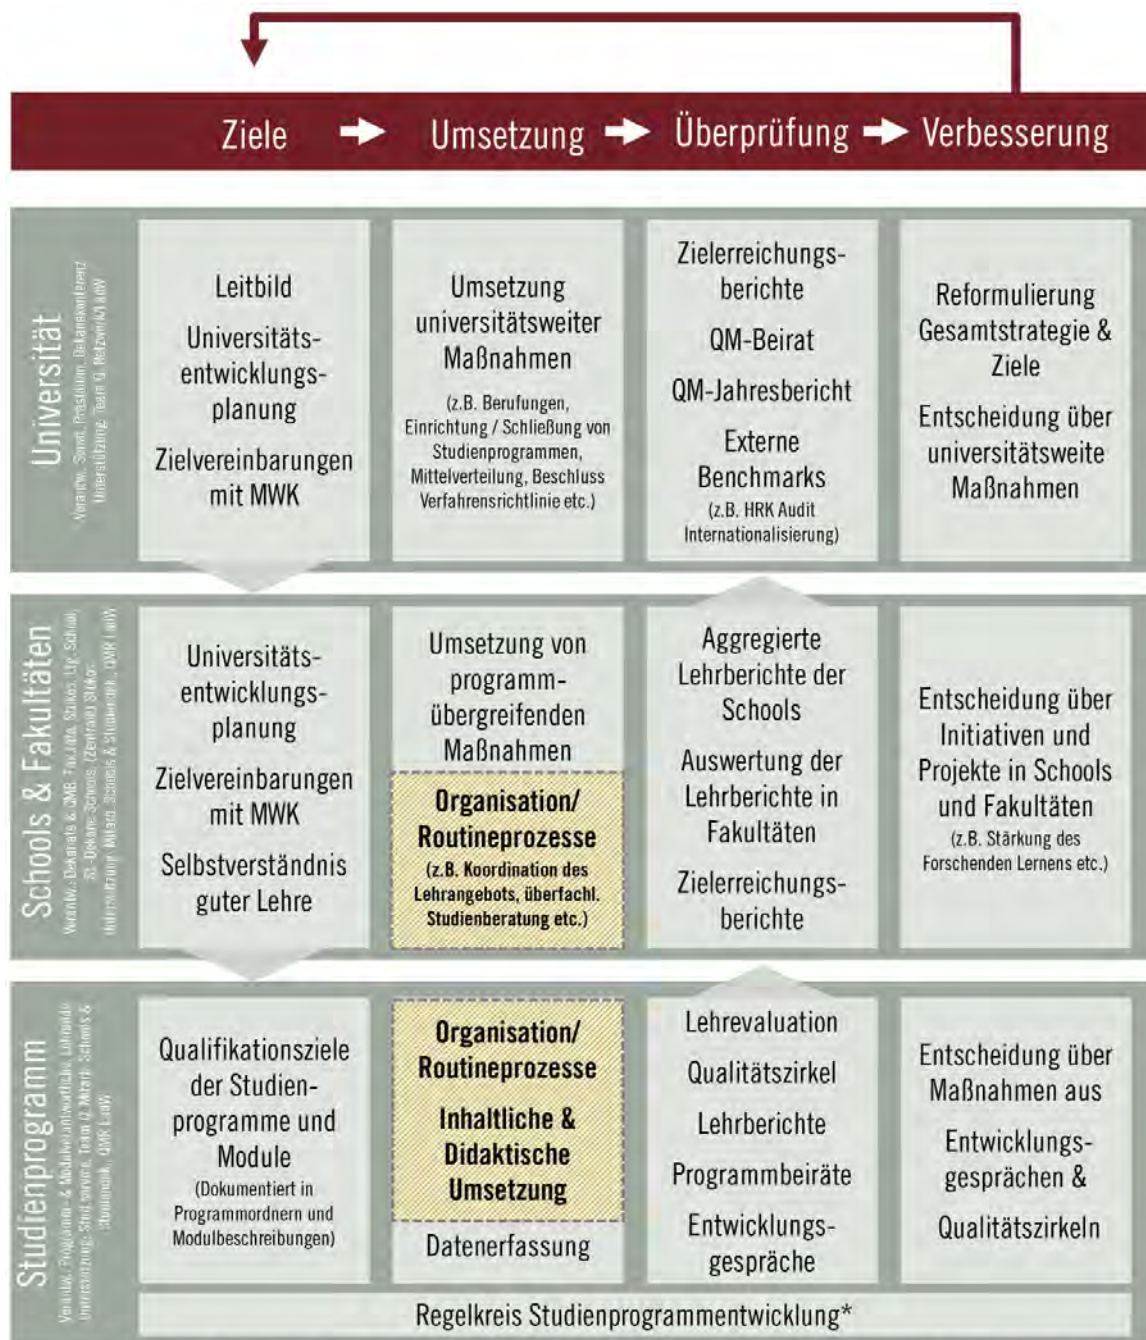 Ziele
Umsetzung
Überprüfung
Verbesserung
Universität
Leitbild
Universitäts-
entwicklungs-
planung
Zielvereinbarungen
mit MWK
Umsetzung
universitätsweiter
Maßnahmen
(z.B. Berufungen,
Einrichtung / Schließung von
Studienprogrammen,
Mittelverteilung, Beschluss
Verfahrensrichtlinie etc.)
Zielerreichungs-
berichte
QM-Beirat
QM-Jahresbericht
Externe
Benchmarks
(z.B. HRK Audit
Internationalisierung)
Reformulierung
Gesamtstrategie &
Ziele
Entscheidung über
universitätsweite
Maßnahmen
Schools & Fakultäten
Universitäts-
entwicklungs-
planung
Zielvereinbarungen
mit MWK
Selbstverständnis
guter Lehre
Umsetzung von
programm-
übergreifenden
Maßnahmen
Organisation/
Routineprozesse
(z.B. Koordination des
Lehrangebots, überfachl.
Studienberatung etc.)
Aggregierte
Lehrberichte der
Schools
Auswertung der
Lehrberichte in
Fakultäten
Zielerreichungs-
berichte
Entscheidung über
Initiativen und
Projekte in Schools
und Fakultäten
(z.B. Stärkung des
Forschenden Lernens etc.)
Studienprogramm
Qualifikationsziele
der Studien-
programme und
Module
(Dokumentiert in
Programmordnern und
Modulbeschreibungen)
Organisation/
Routineprozesse
Inhaltliche &
Didaktische
Umsetzung
Datenerfassung
Lehrevaluation
Qualitätszirkel
Lehrberichte
Programmbeiräte
Entwicklungs-
gespräche
Entscheidung über
Maßnahmen aus
Entwicklungs-
gesprächen &
Qualitätszirkeln
Regelkreis Studienprogrammentwicklung*